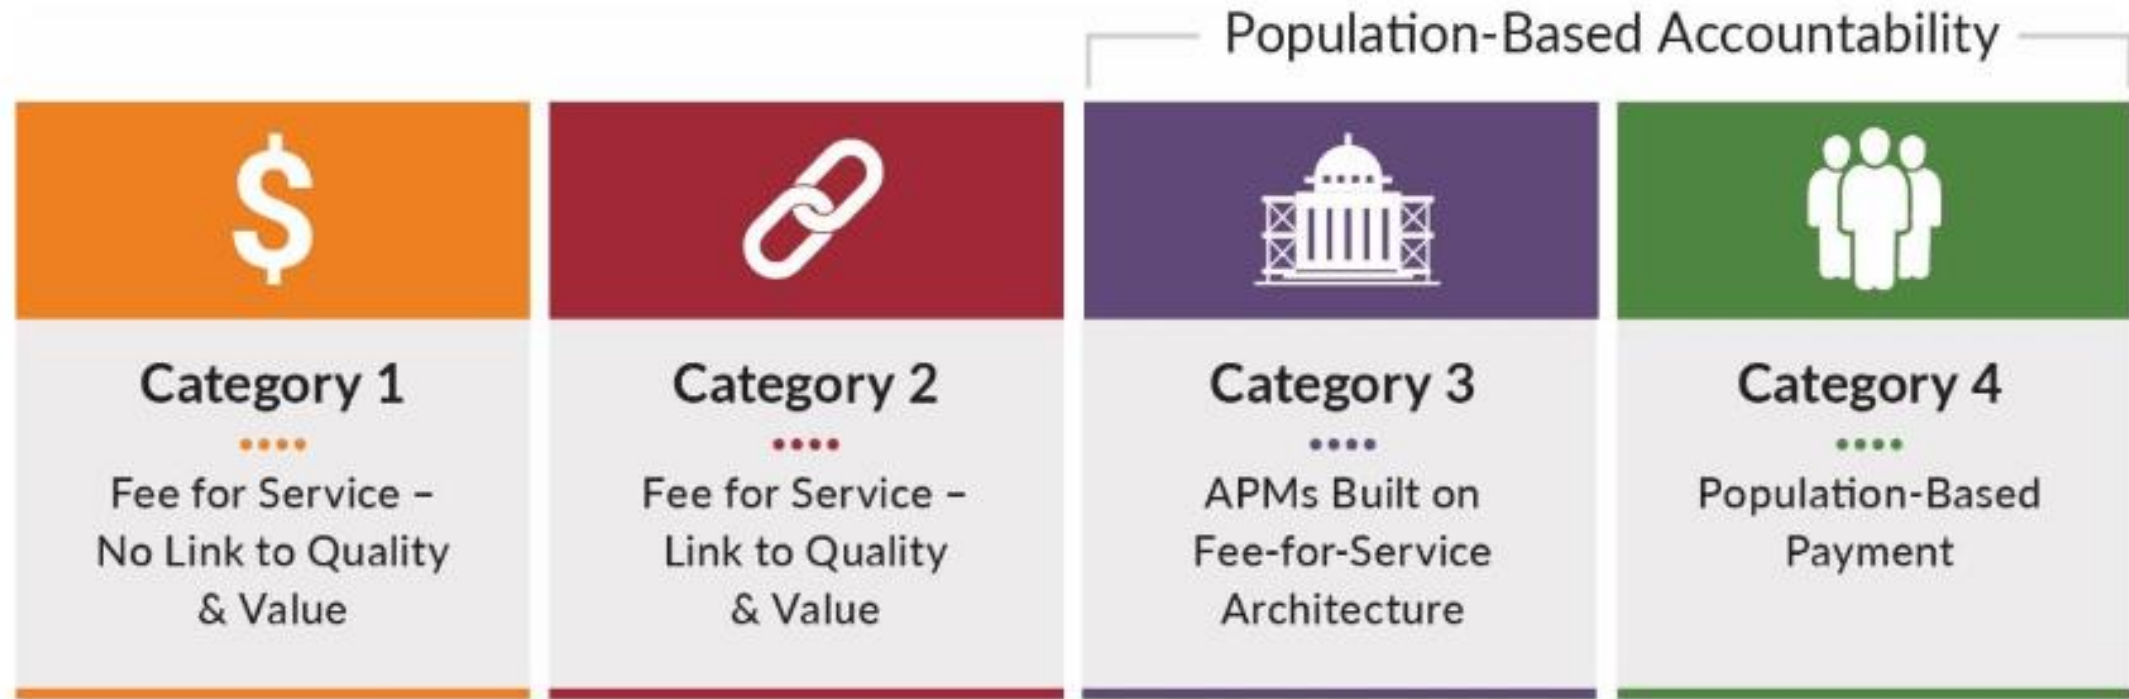 Population-Based Accountability
$
Category 1
Fee for Service –
No Link to Quality
& Value
Category 2
Fee for Service –
Link to Quality
& Value
Category 3
APMs Built on
Fee-for-Service
Architecture
Category 4
Population-Based
Payment